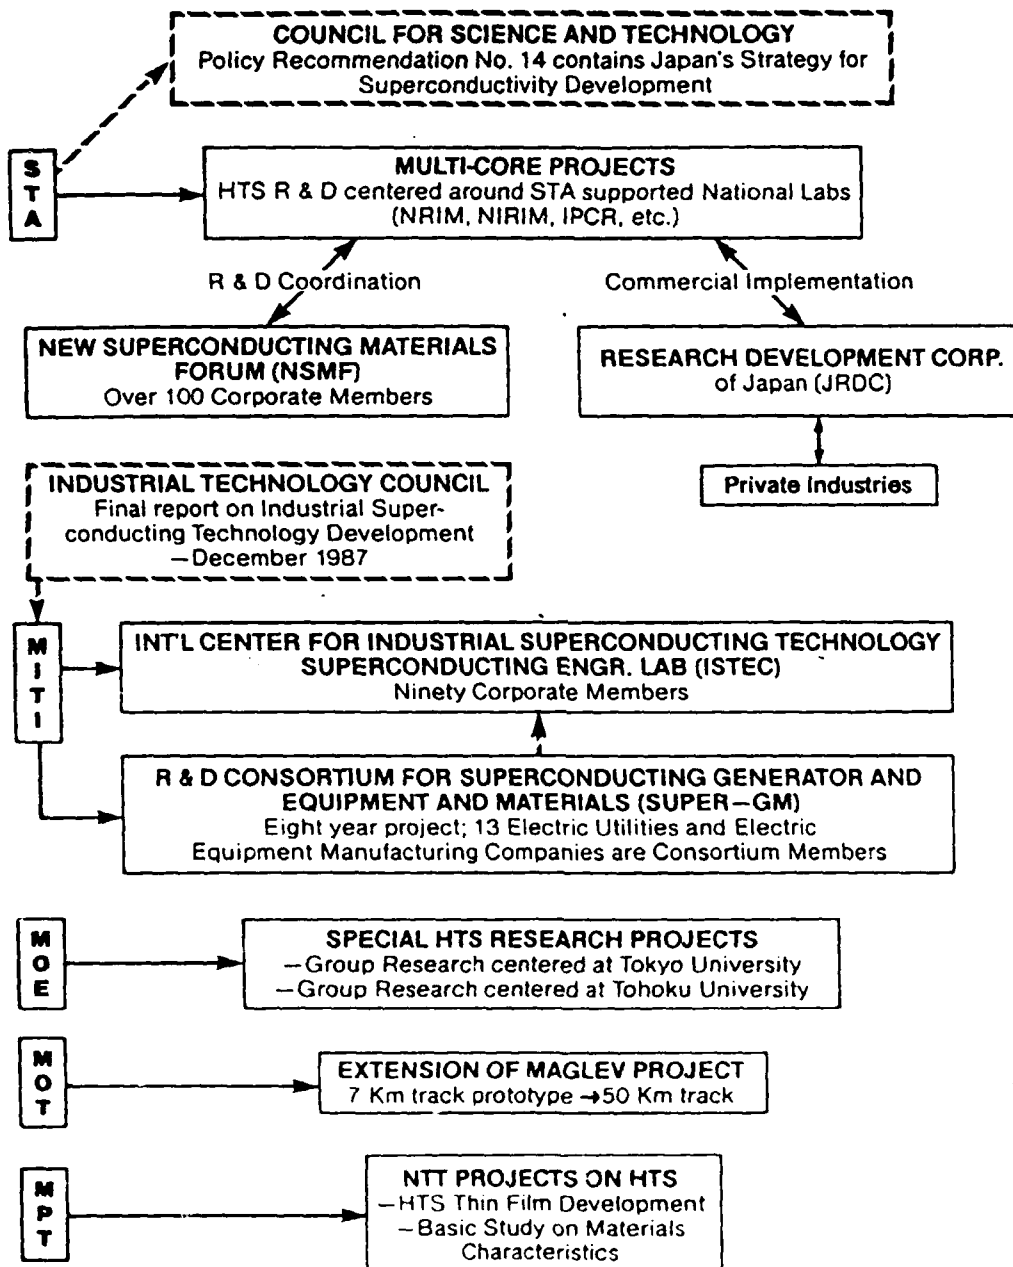 COUNCIL FOR SCIENCE AND TECHNOLOGY
Policy Recommendation No. 14 contains Japan's Strategy for
Superconductivity Development
STA
MULTI-CORE PROJECTS
HTS R & D centered around STA supported National Labs
(NRIM, NIRIM, IPCR, etc.)
R & D Coordination
Commercial Implementation
NEW SUPERCONDUCTING MATERIALS
FORUM (NSMF)
Over 100 Corporate Members
RESEARCH DEVELOPMENT CORP.
of Japan (JRDC)
Private Industries
INDUSTRIAL TECHNOLOGY COUNCIL
Final report on Industrial Super-
conducting Technology Development
—December 1987
MITI
INT'L CENTER FOR INDUSTRIAL SUPERCONDUCTING TECHNOLOGY
SUPERCONDUCTING ENGR. LAB (ISTEC)
Ninety Corporate Members
R & D CONSORTIUM FOR SUPERCONDUCTING GENERATOR AND
EQUIPMENT AND MATERIALS (SUPER—GM)
Eight year project; 13 Electric Utilities and Electric
Equipment Manufacturing Companies are Consortium Members
MOE
SPECIAL HTS RESEARCH PROJECTS
—Group Research centered at Tokyo University
—Group Research centered at Tohoku University
MOT
EXTENSION OF MAGLEV PROJECT
7 Km track prototype →50 Km track
MPT
NTT PROJECTS ON HTS
—HTS Thin Film Development
—Basic Study on Materials
Characteristics